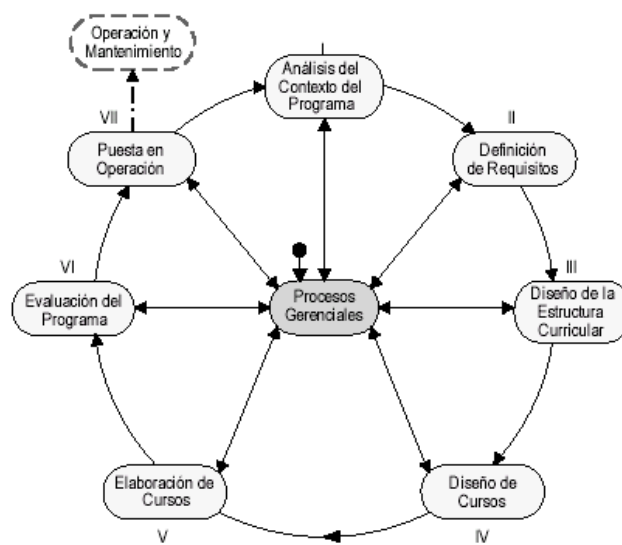 Operación y
Mantenimiento
Análisis del
Contexto del
Programa
II
Definición
de Requisitos
III
Diseño de la
Estructura
Curricular
Diseño de
Cursos
IV
Elaboración de
Cursos
V
VI
Evaluación del
Programa
VII
Puesta en
Operación
Procesos
Gerenciales